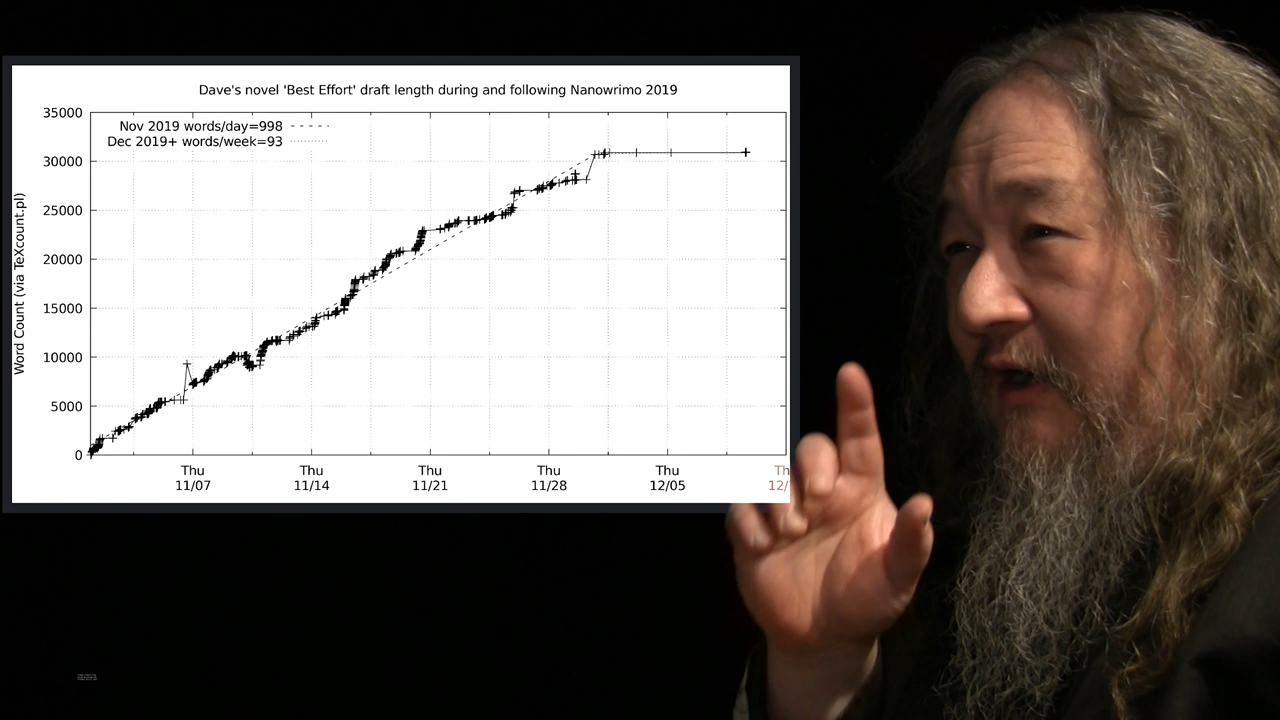 Dave's novel 'Best Effort' draft length during and following Nanowrimo 2019
Nov 2019 words/day=998
Dec 2019+ words/week=93
Word Count (via TeXcount.pl)
35000
30000
25000
20000
15000
10000
5000
0
Thu Thu Thu Thu Thu Th
11/07 11/14 11/21 11/28 12/05 12/